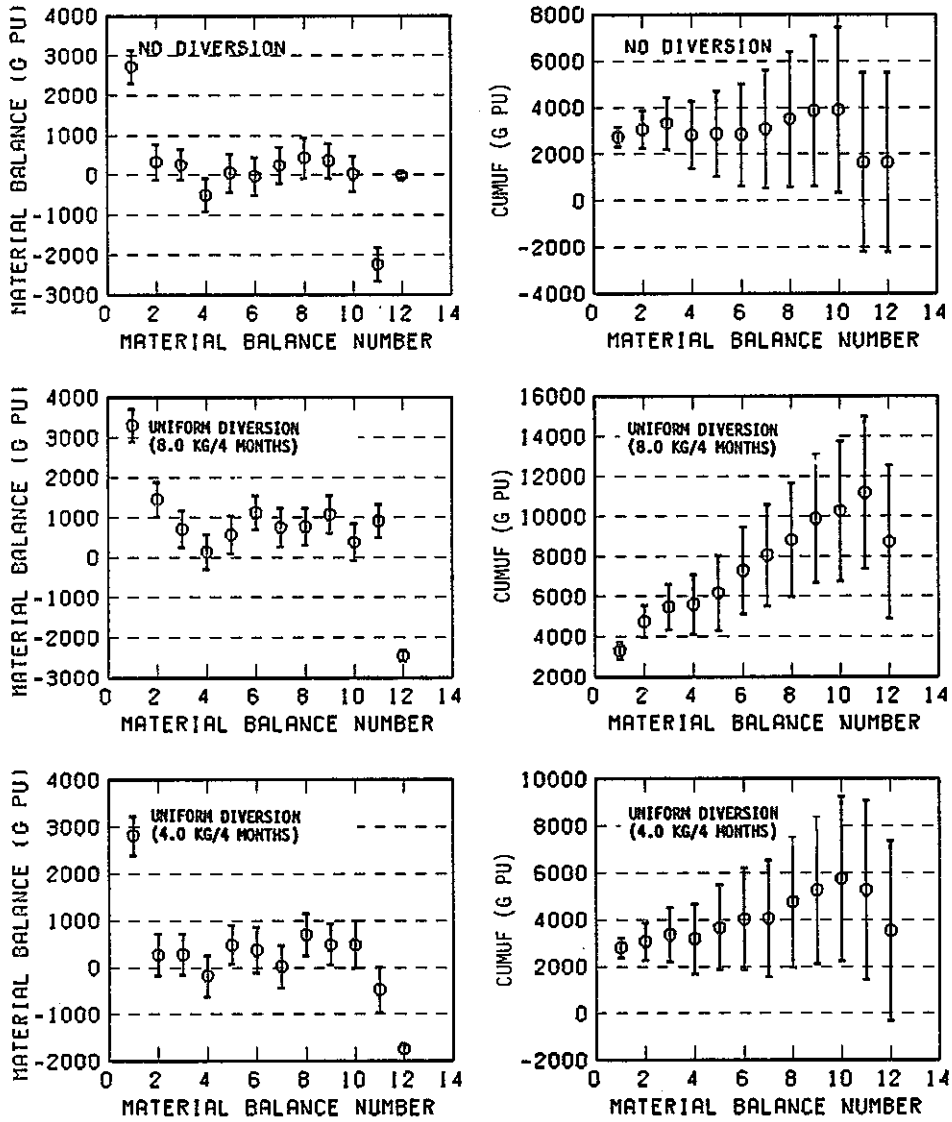 MATERIAL BALANCE (G PU)
4000
3000
2000
1000
0
-1000
-2000
-3000
NO DIVERSION
0 2 4 6 8 10 12 14
MATERIAL BALANCE NUMBER
CUMUF (G PU)
8000
6000
4000
2000
0
-2000
-4000
NO DIVERSION
0 2 4 6 8 10 12 14
MATERIAL BALANCE NUMBER
MATERIAL BALANCE (G PU)
4000
3000
2000
1000
0
-1000
-2000
-3000
UNIFORM DIVERSION
(8.0 KG/4 MONTHS)
0 2 4 6 8 10 12 14
MATERIAL BALANCE NUMBER
CUMUF (G PU)
16000
14000
12000
10000
8000
6000
4000
2000
UNIFORM DIVERSION
(8.0 KG/4 MONTHS)
0 2 4 6 8 10 12 14
MATERIAL BALANCE NUMBER
MATERIAL BALANCE (G PU)
4000
3000
2000
1000
0
-1000
-2000
UNIFORM DIVERSION
(4.0 KG/4 MONTHS)
0 2 4 6 8 10 12 14
MATERIAL BALANCE NUMBER
CUMUF (G PU)
10000
8000
6000
4000
2000
0
-2000
UNIFORM DIVERSION
(4.0 KG/4 MONTHS)
0 2 4 6 8 10 12 14
MATERIAL BALANCE NUMBER